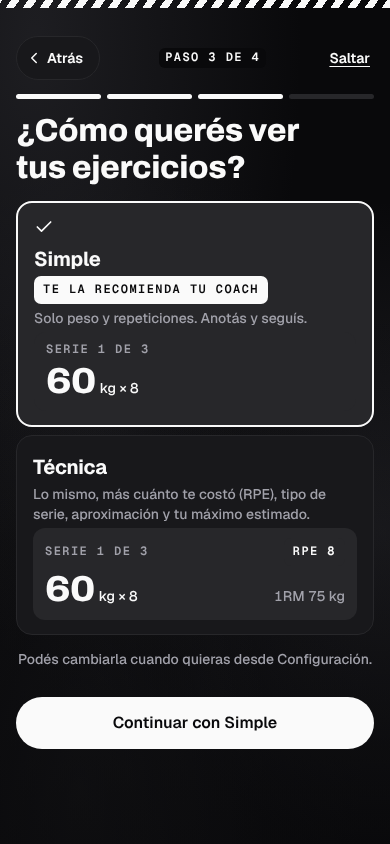 Atrás
PASO 3 DE 4
Saltar
¿Cómo querés ver
tus ejercicios?
Simple
TE LA RECOMIENDA TU COACH
Solo peso y repeticiones. Anotás y seguís.
SERIE 1 DE 3
60 kg × 8
Técnica
Lo mismo, más cuánto te costó (RPE), tipo de
serie, aproximación y tu máximo estimado.
SERIE 1 DE 3
RPE 8
60 kg × 8
1RM 75 kg
Podés cambiarla cuando quieras desde Configuración.
Continuar con Simple